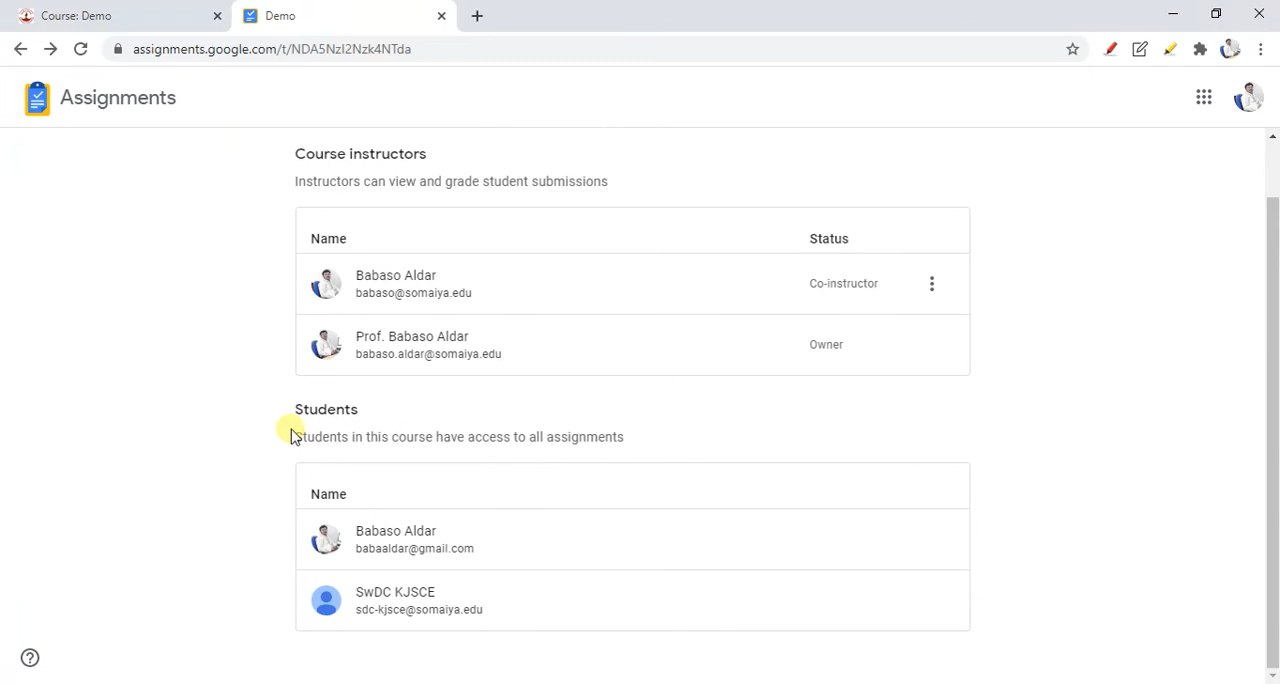 Course: Demo
Demo
assignments.google.com/t/NDA5NzI2Nzk4NTda
Assignments
Course instructors
Instructors can view and grade student submissions
Name Status
Babaso Aldar
babaso@somaiya.edu
Co-instructor
Prof. Babaso Aldar
babaso.aldar@somaiya.edu
Owner
Students
Students in this course have access to all assignments
Name
Babaso Aldar
babaaldar@gmail.com
SwDC KJSCE
sdc-kjsce@somaiya.edu